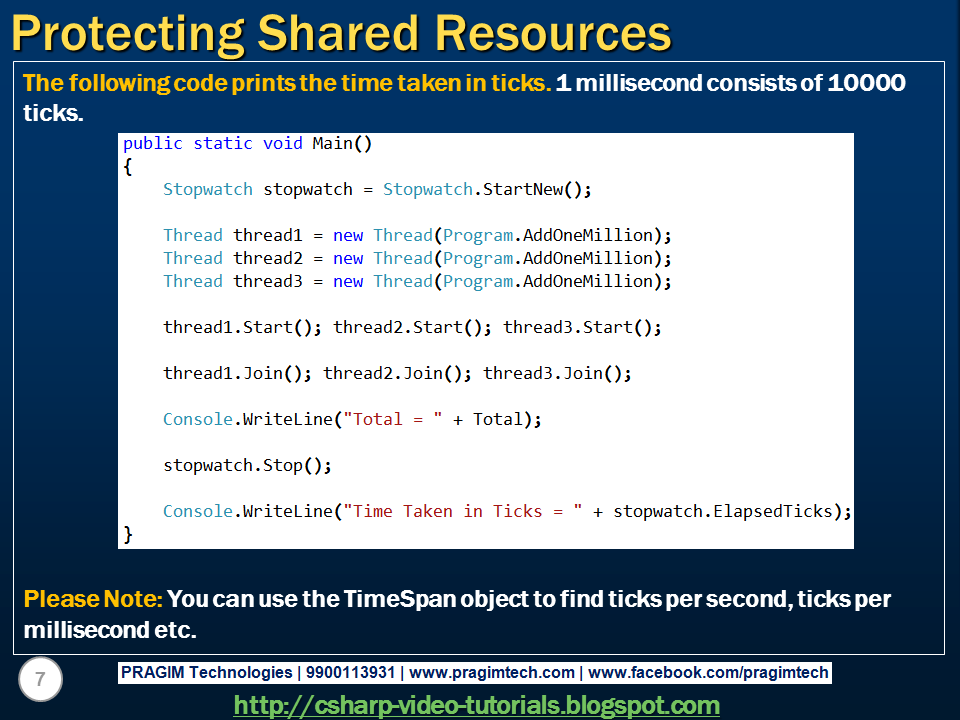 Protecting Shared Resources
The following code prints the time taken in ticks. 1 millisecond consists of 10000
ticks.
public static void Main()
{
    Stopwatch stopwatch = Stopwatch.StartNew();
    Thread thread1 = new Thread(Program.AddOneMillion);
    Thread thread2 = new Thread(Program.AddOneMillion);
    Thread thread3 = new Thread(Program.AddOneMillion);
    thread1.Start(); thread2.Start(); thread3.Start();
    thread1.Join(); thread2.Join(); thread3.Join();
    Console.WriteLine("Total = " + Total);
    stopwatch.Stop();
    Console.WriteLine("Time Taken in Ticks = " + stopwatch.ElapsedTicks);
}
Please Note: You can use the TimeSpan object to find ticks per second, ticks per
millisecond etc.
7
PRAGIM Technologies | 9900113931 | www.pragimtech.com | www.facebook.com/pragimtech
http://csharp-video-tutorials.blogspot.com